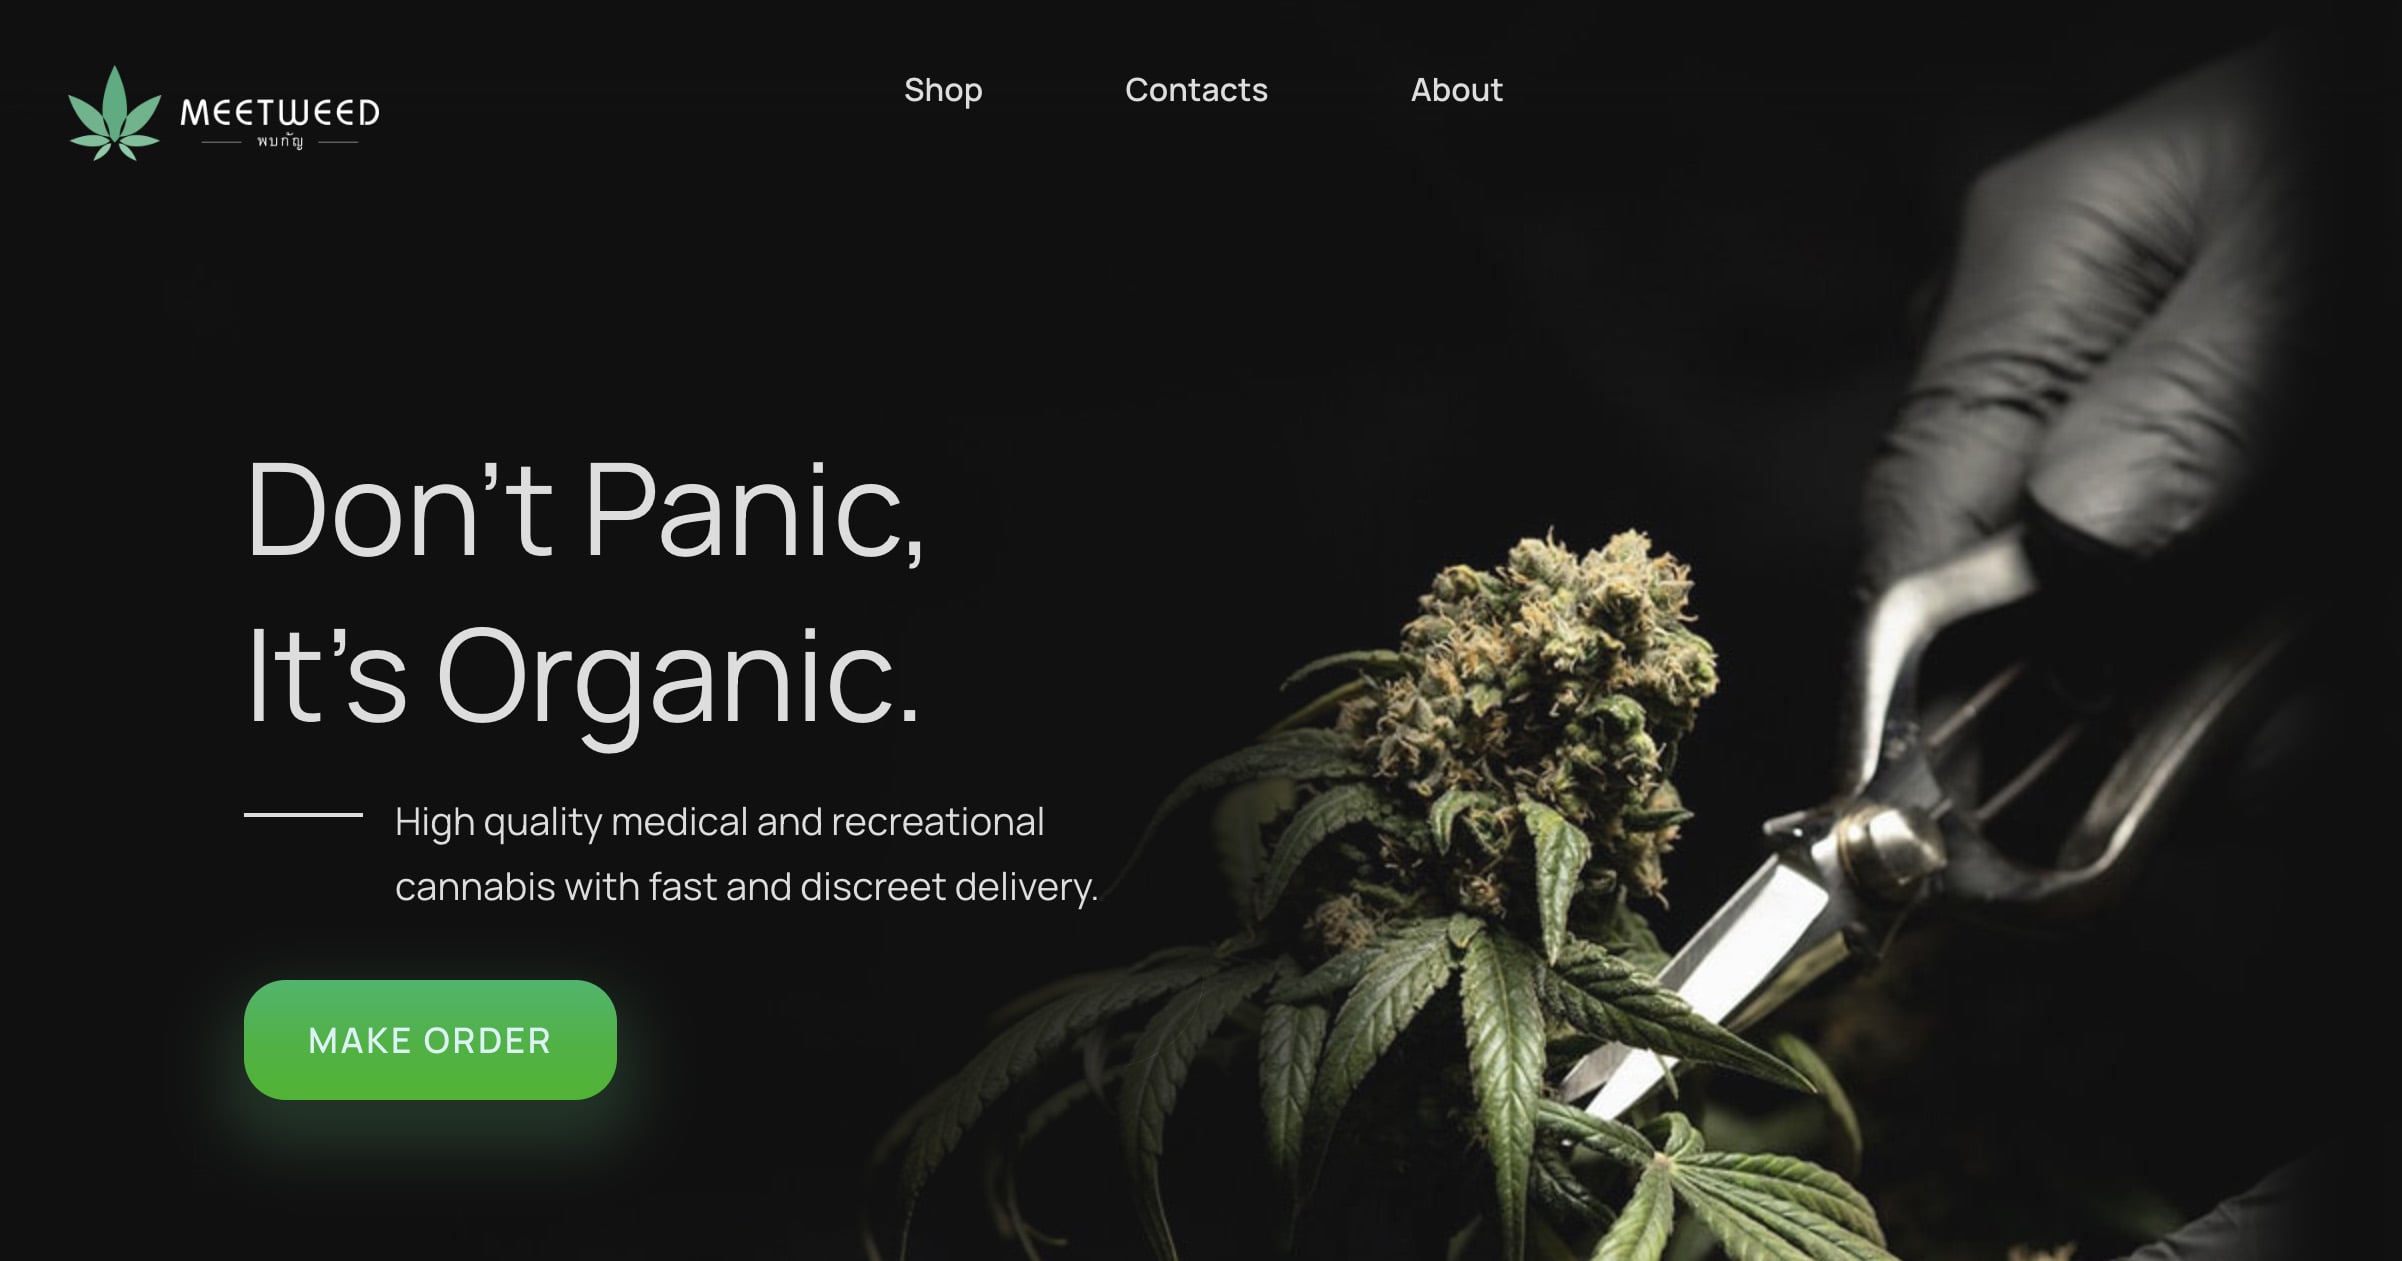 MEETWEED
พบกัญ
Shop
Contacts
About
Don’t Panic,
It’s Organic.
High quality medical and recreational
cannabis with fast and discreet delivery.
MAKE ORDER